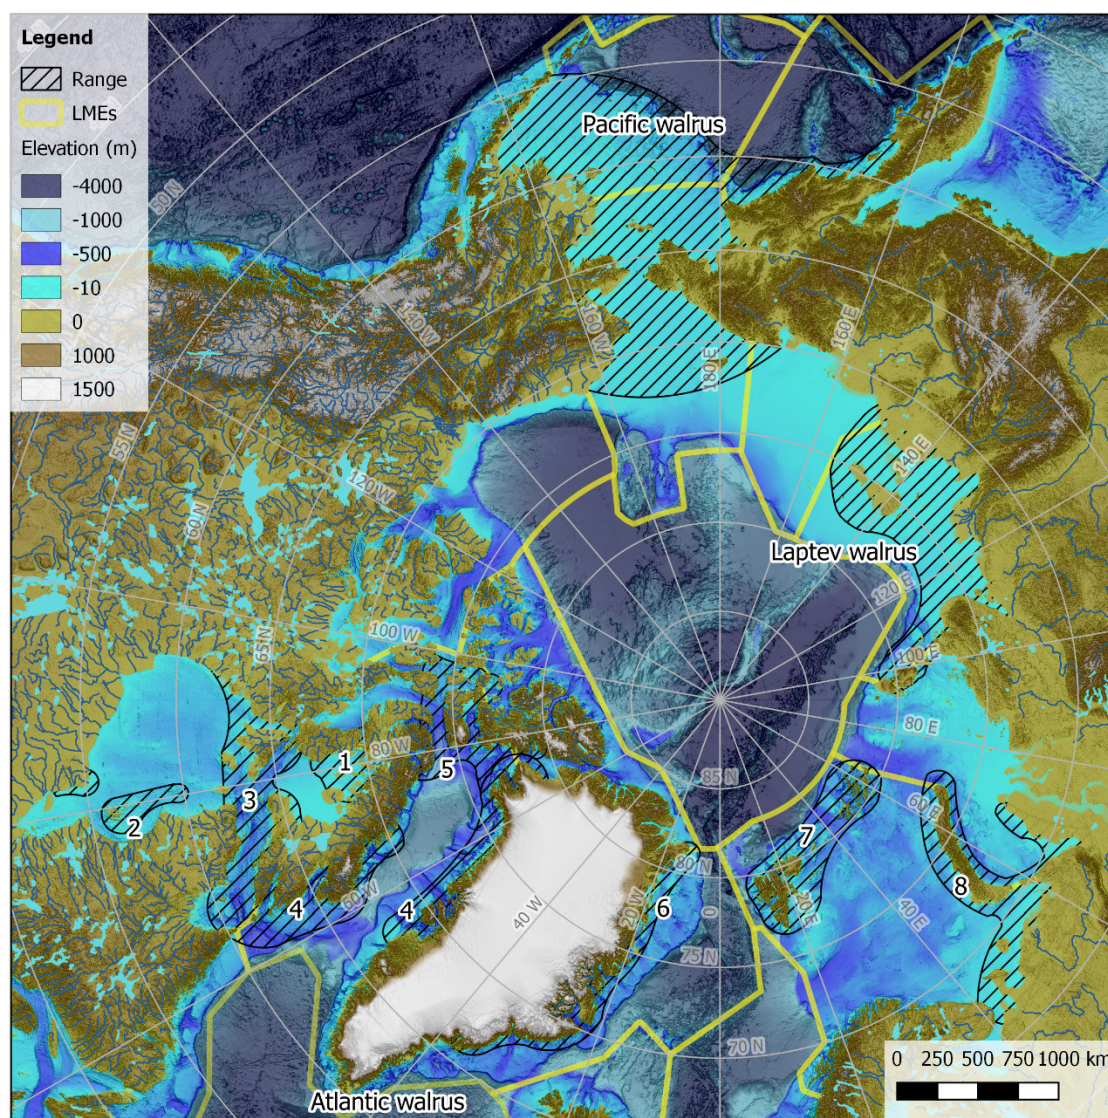 Legend
Range
LMEs
Elevation (m)
-4000
-1000
-500
-10
0
1000
1500
50 N
55 N
60 N
65 N
140 W
120 W
100 W
80 W
60 W
40 W
20 W
0
20 E
40 E
60 E
80 E
100 E
120 E
140 E
160 E
180 E
160 W
85 N
80 N
75 N
70 N
Pacific walrus
Laptev walrus
Atlantic walrus
1
2
3
4
4
5
6
7
8
0 250 500 750 1000 km